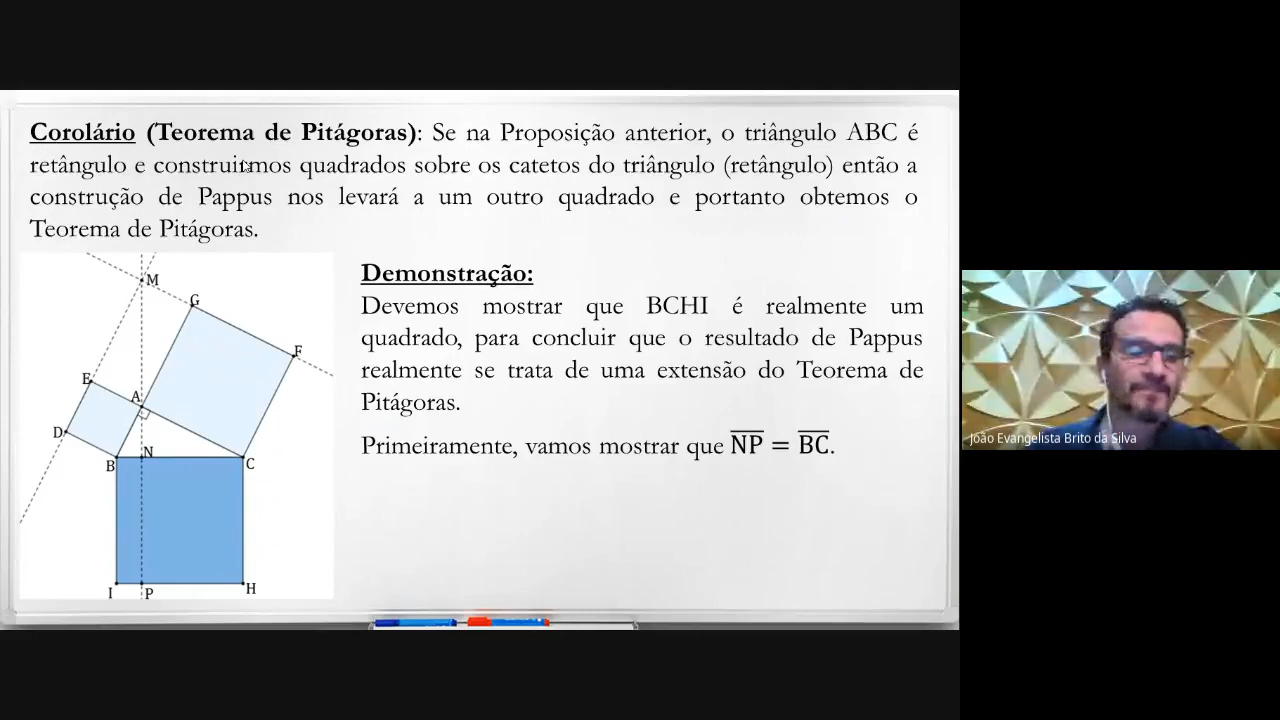 Corolário (Teorema de Pitágoras): Se na Proposição anterior, o triângulo ABC é
retângulo e construirmos quadrados sobre os catetos do triângulo (retângulo) então a
construção de Pappus nos levará a um outro quadrado e portanto obtemos o
Teorema de Pitágoras.
M
G
F
E
A
D
B
N
C
I
P
H
Demonstração:
Devemos mostrar que BCHI é realmente um
quadrado, para concluir que o resultado de Pappus
realmente se trata de uma extensão do Teorema de
Pitágoras.
Primeiramente, vamos mostrar que N̅P̅ = B̅C̅.
João Evangelista Brito da Silva